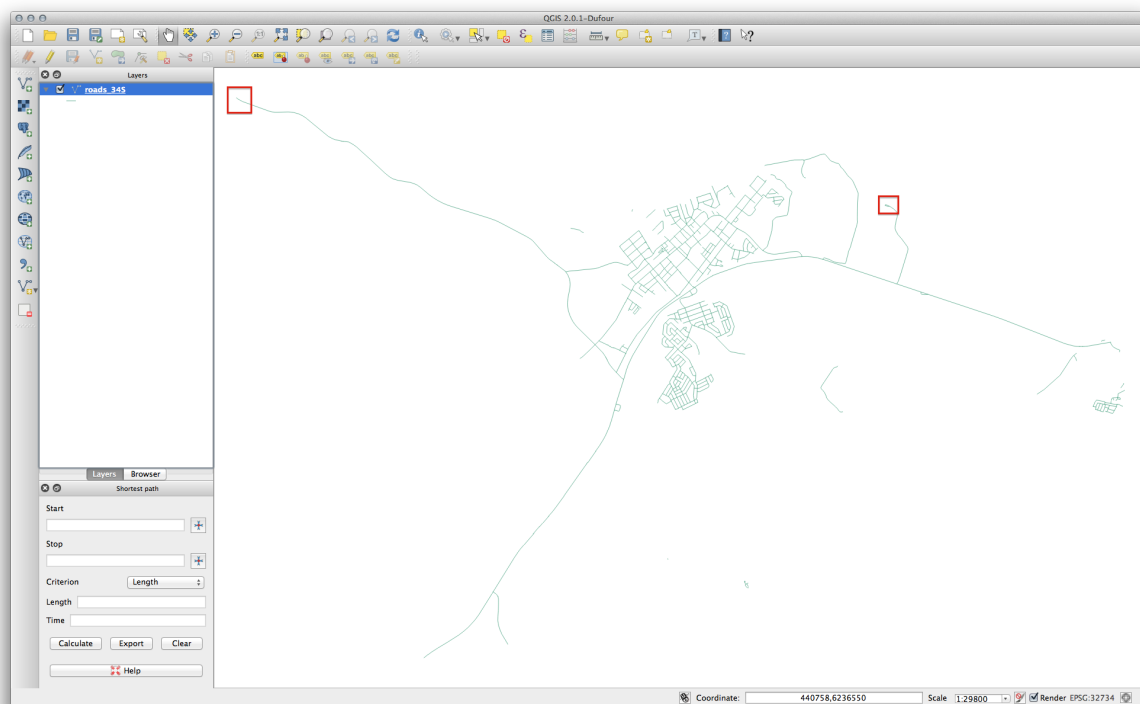 QGIS 2.0.1-Dufour
Layers
roads_345
Layers Browser
Shortest path
Start
Stop
Criterion Length
Length
Time
Calculate Export Clear
Help
Coordinate: 440758,6236550 Scale 1:29800 Render EPSG:32734